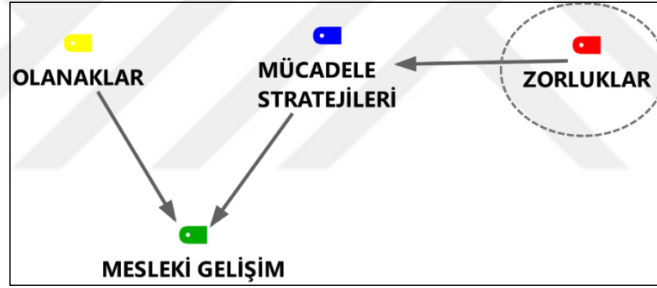 OLANAKLAR
MÜCADELE
STRATEJİLERİ
ZORLUKLAR
MESLEKİ GELİŞİM